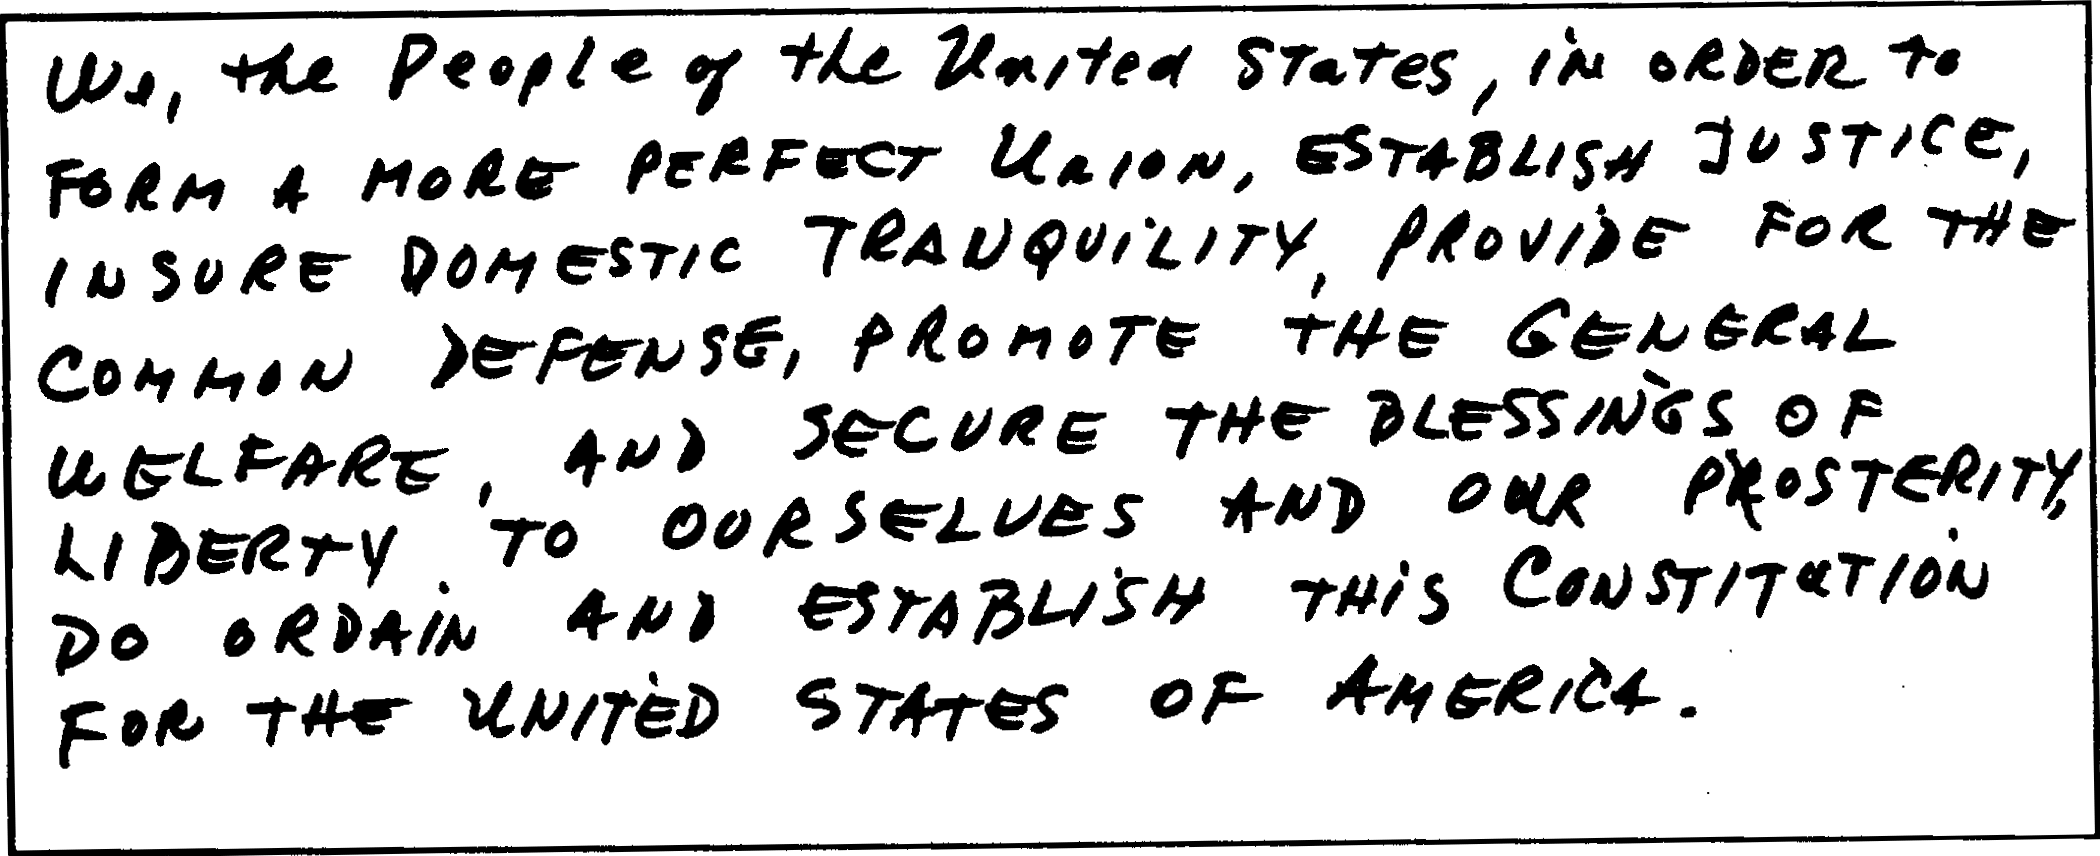 We, the People of the United States, in ORDER to
FORM A MORE PERFECT UNION, ESTABLISH JUSTICE,
INSURE DOMESTIC TRANQUILITY, PROVIDE FOR THE
COMMON DEFENSE, PROMOTE THE GENERAL
WELFARE, AND SECURE THE BLESSINGS OF
LIBERTY TO OURSELVES AND OUR PROSTERITY,
DO ORDAIN AND ESTABLISH THIS CONSTITUTION
FOR THE UNITED STATES OF AMERICA.